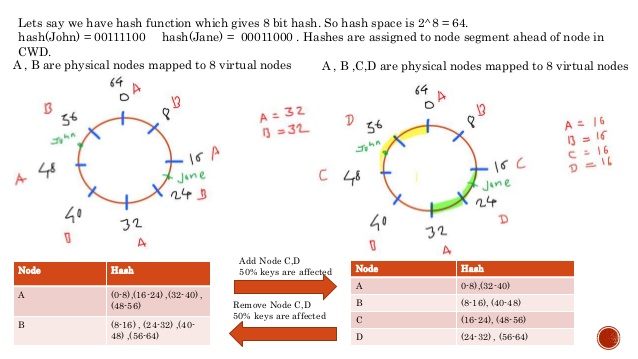 Lets say we have hash function which gives 8 bit hash. So hash space is 2^8 = 64.
hash(John) = 00111100 hash(Jane) = 00011000 . Hashes are assigned to node segment ahead of node in
CWD.
A , B are physical nodes mapped to 8 virtual nodes
A , B ,C,D are physical nodes mapped to 8 virtual nodes
64 A
0
B
8
B
56
John
16 A
Jane
A 48
24 B
40
B
32
A
A = 32
B = 32
64 A
0
B
8
D
56
John
16 C
Jane
C 48
24
D
40
B
32
A
A = 16
B = 16
C = 16
D = 16
Node Hash
A (0-8),(16-24) ,(32-40) ,
(48-56)
B (8-16) , (24-32) ,(40-
48) ,(56-64)
Add Node C,D
50% keys are affected
Remove Node C,D
50% keys are affected
Node Hash
A 0-8) ,(32-40)
B (8-16), (40-48)
C (16-24), (48-56)
D (24-32) , (56-64)